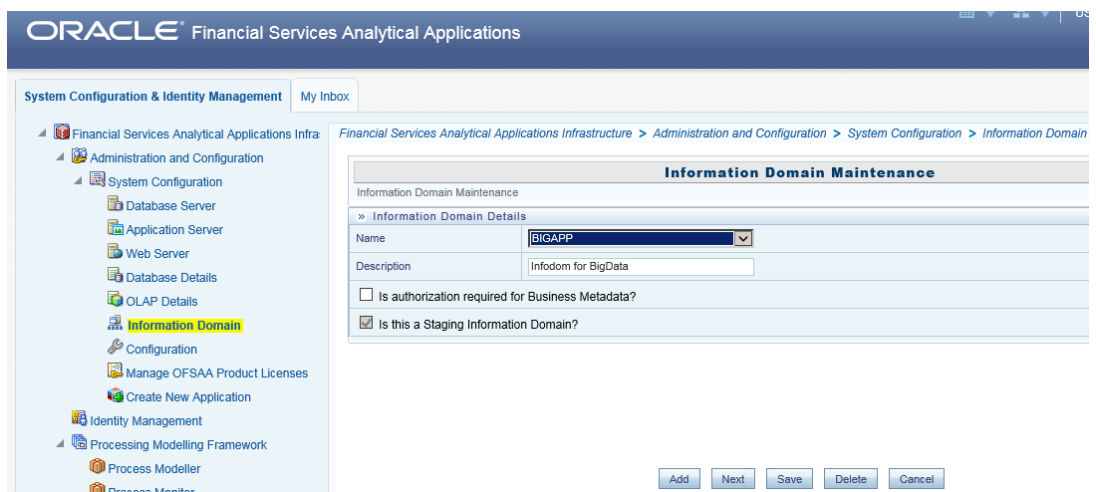 US
ORACLE® Financial Services Analytical Applications
System Configuration & Identity Management
My Inbox
Financial Services Analytical Applications Infra
Administration and Configuration
System Configuration
Database Server
Application Server
Web Server
Database Details
OLAP Details
Information Domain
Configuration
Manage OFSAA Product Licenses
Create New Application
Identity Management
Processing Modelling Framework
Process Modeller
Process Monitor
Financial Services Analytical Applications Infrastructure > Administration and Configuration > System Configuration > Information Domain
Information Domain Maintenance
Information Domain Maintenance
» Information Domain Details
Name BIGAPP
Description Infodom for BigData
Is authorization required for Business Metadata?
Is this a Staging Information Domain?
Add Next Save Delete Cancel